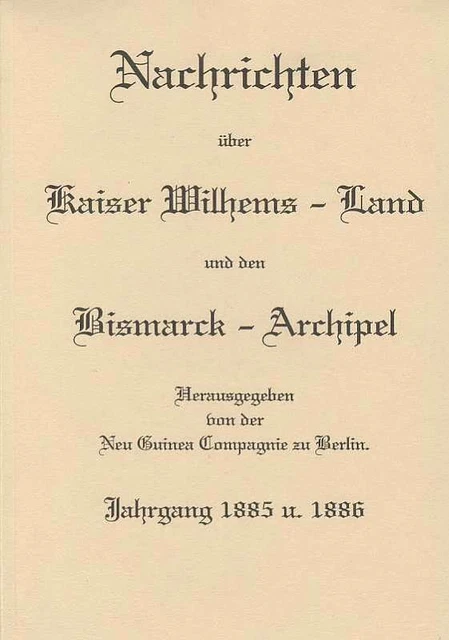 Nachrichten
über
Kaiser Wilhems - Land
und den
Bismarck - Archipel
Herausgegeben
von der
Neu Guinea Compagnie zu Berlin.
Jahrgang 1885 u. 1886